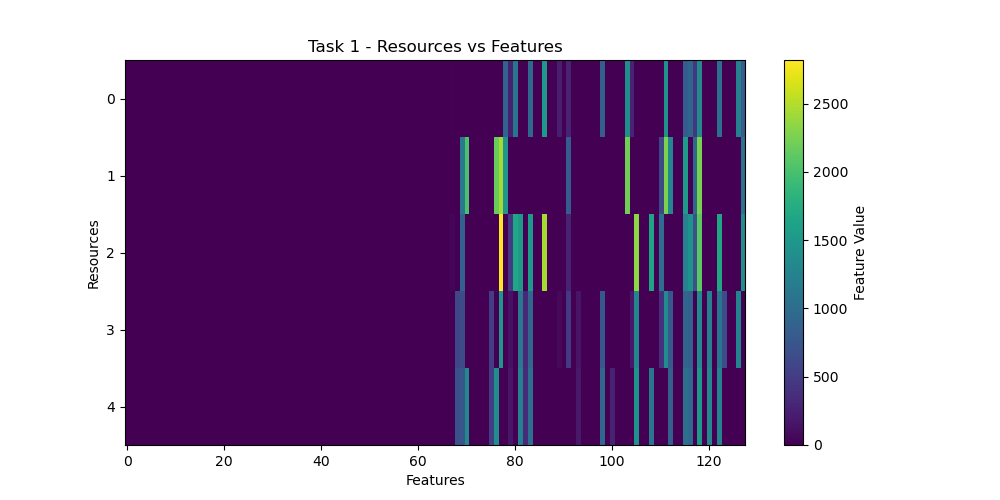 Task 1 - Resources vs Features
Resources
0
1
2
3
4
0 20 40 60 80 100 120
Features
2500
2000
1500
1000
500
0
Feature Value